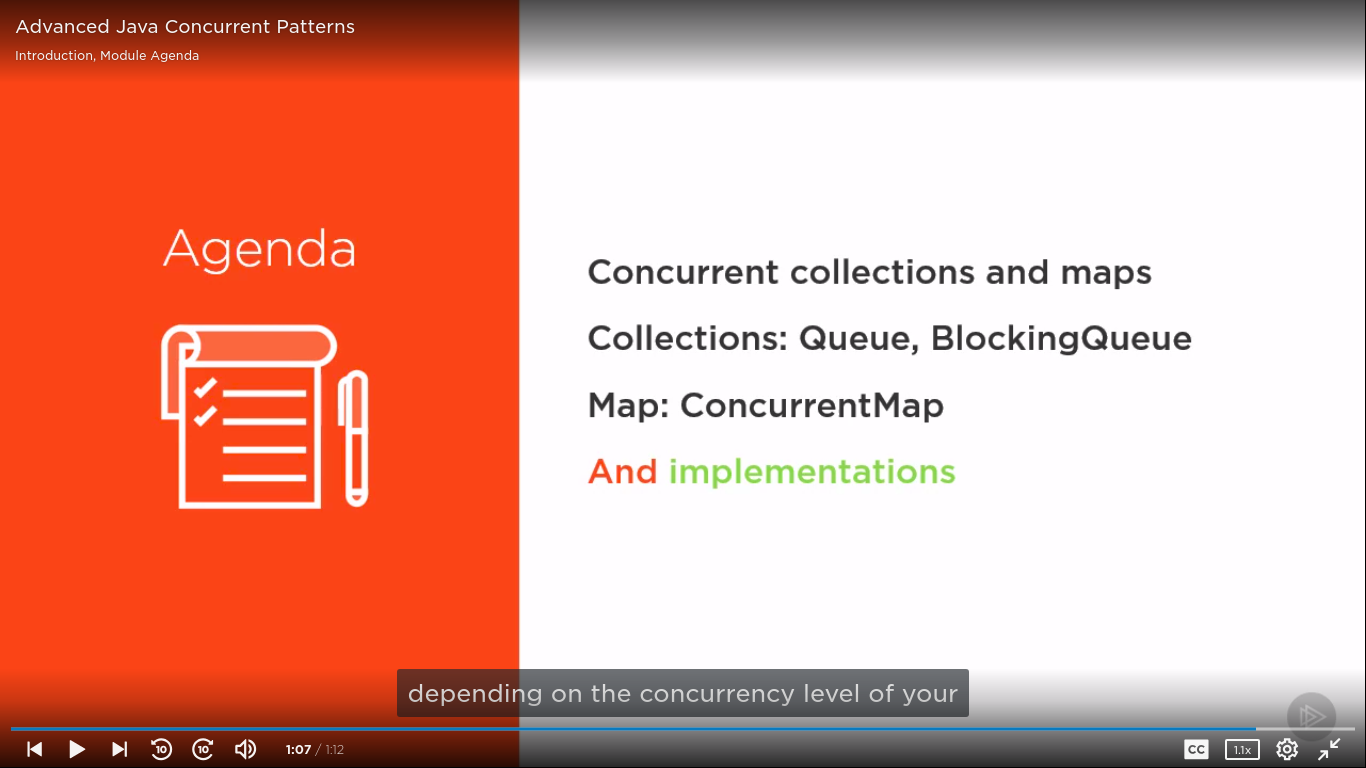 Advanced Java Concurrent Patterns
Introduction, Module Agenda
Agenda
Concurrent collections and maps
Collections: Queue, BlockingQueue
Map: ConcurrentMap
And implementations
depending on the concurrency level of your
10
10
1:07 / 1:12
CC
1.1x